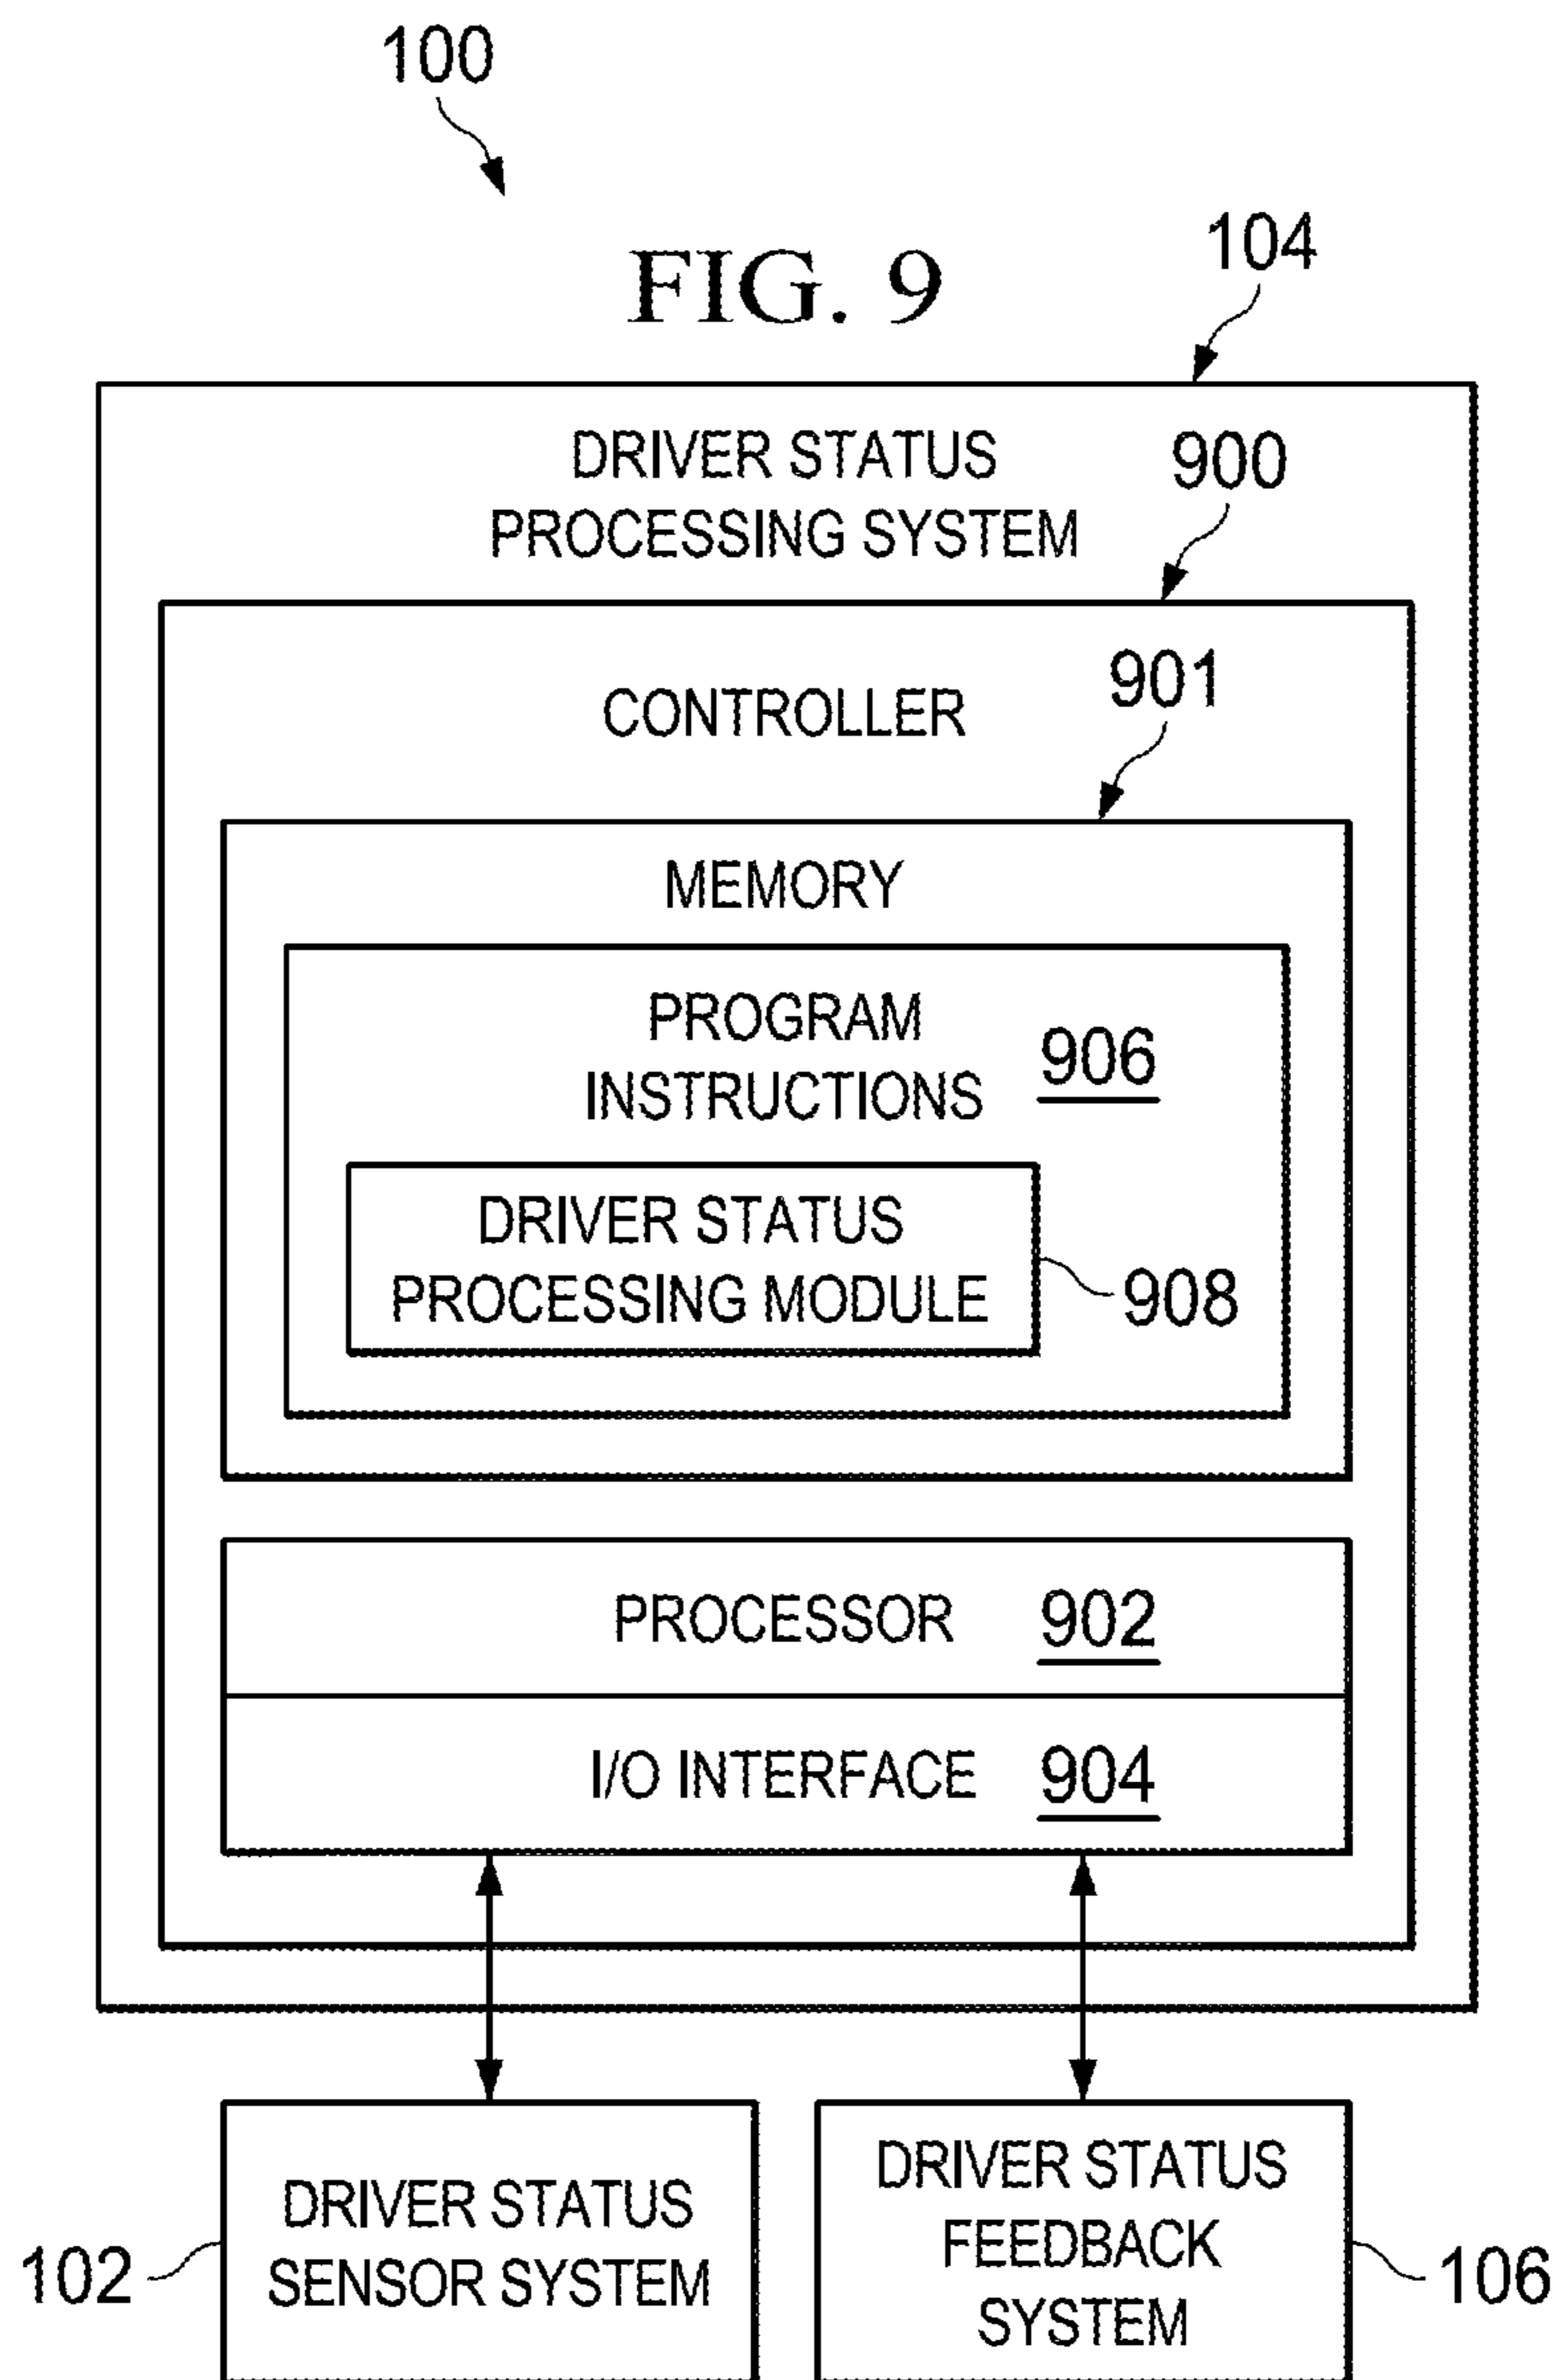 100
FIG. 9
104
DRIVER STATUS
PROCESSING SYSTEM
900
CONTROLLER
901
MEMORY
PROGRAM
INSTRUCTIONS
906
DRIVER STATUS
PROCESSING MODULE
908
PROCESSOR 902
I/O INTERFACE 904
102
DRIVER STATUS
SENSOR SYSTEM
DRIVER STATUS
FEEDBACK
SYSTEM
106